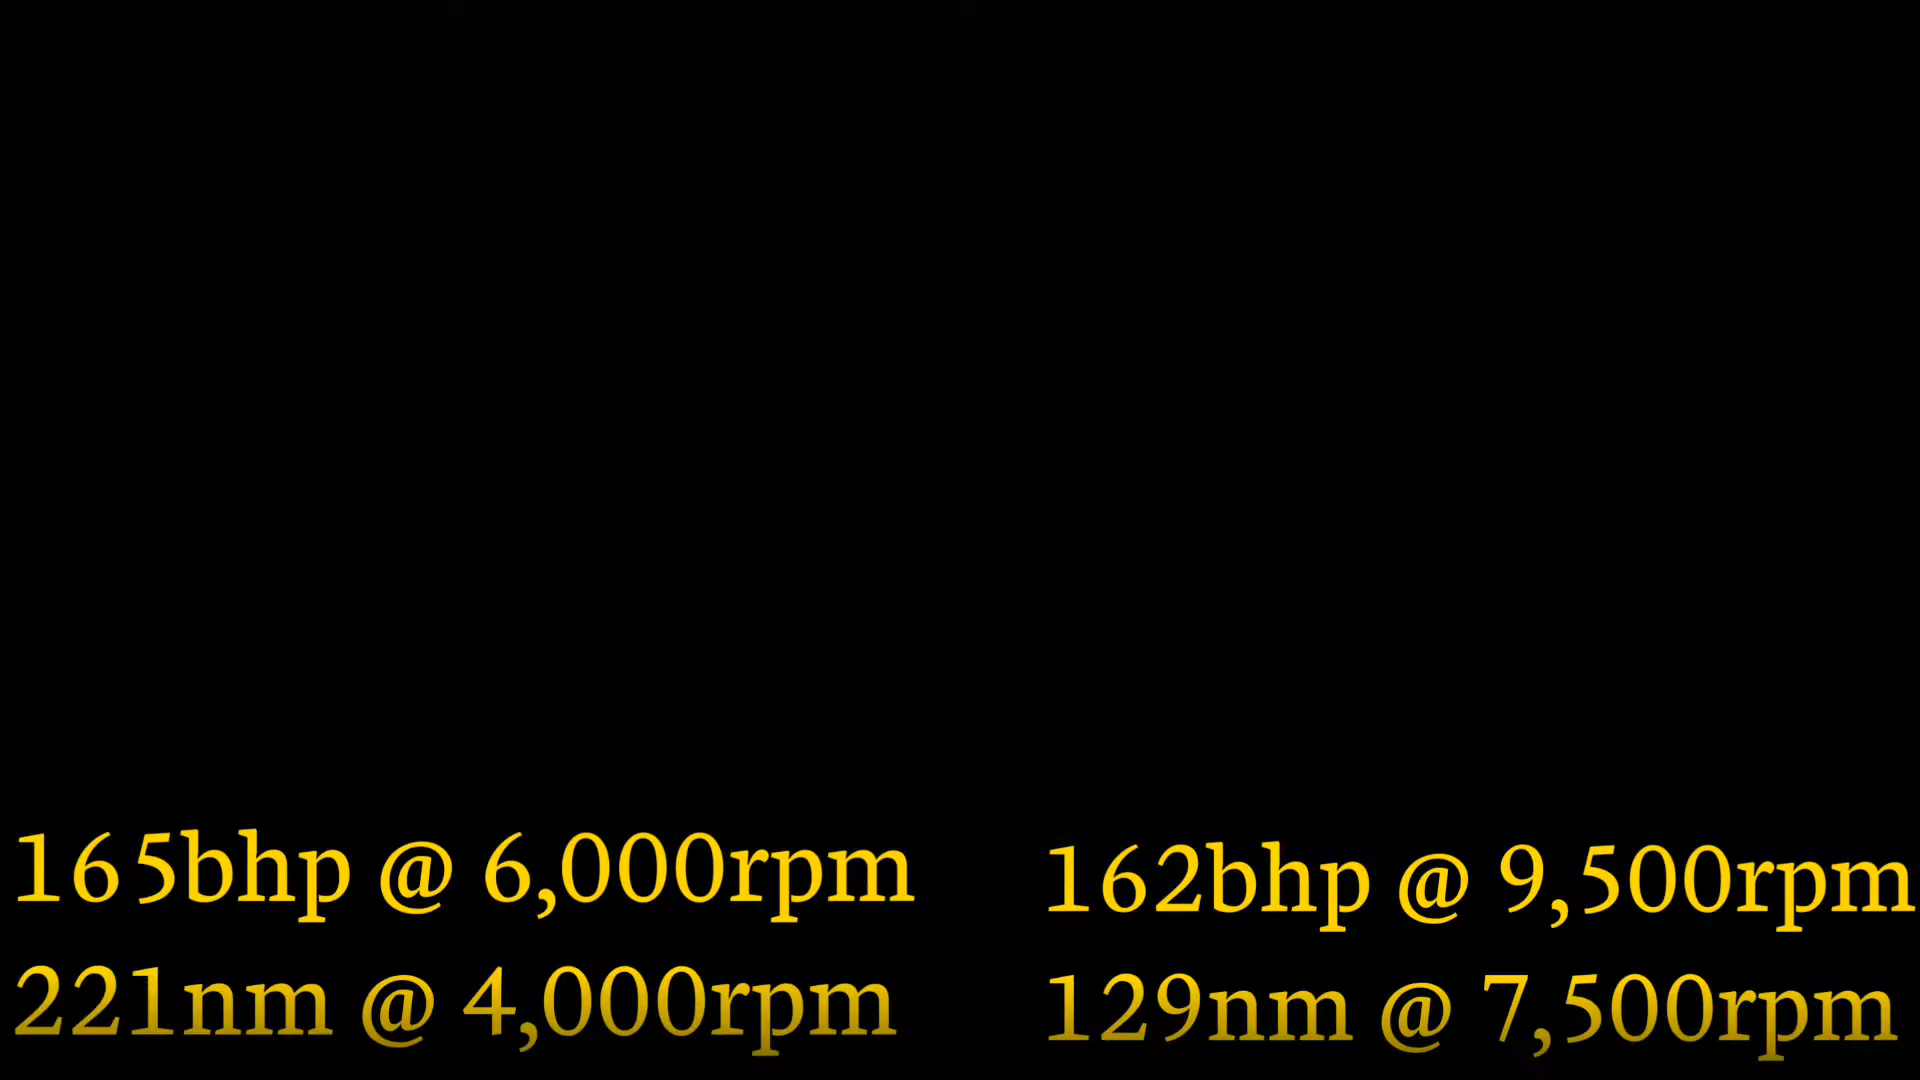 165bhp @ 6,000rpm
221nm @ 4,000rpm
162bhp @ 9,500rpm
129nm @ 7,500rpm